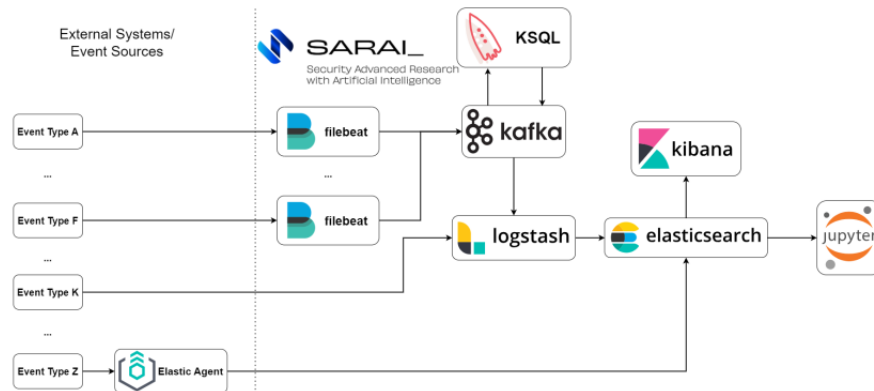 External Systems/
Event Sources
SARAI_
Security Advanced Research
with Artificial Intelligence
KSQL
Event Type A
filebeat
kafka
...
...
kibana
Event Type F
filebeat
logstash
elasticsearch
jupyter
...
Event Type K
...
Event Type Z
Elastic Agent